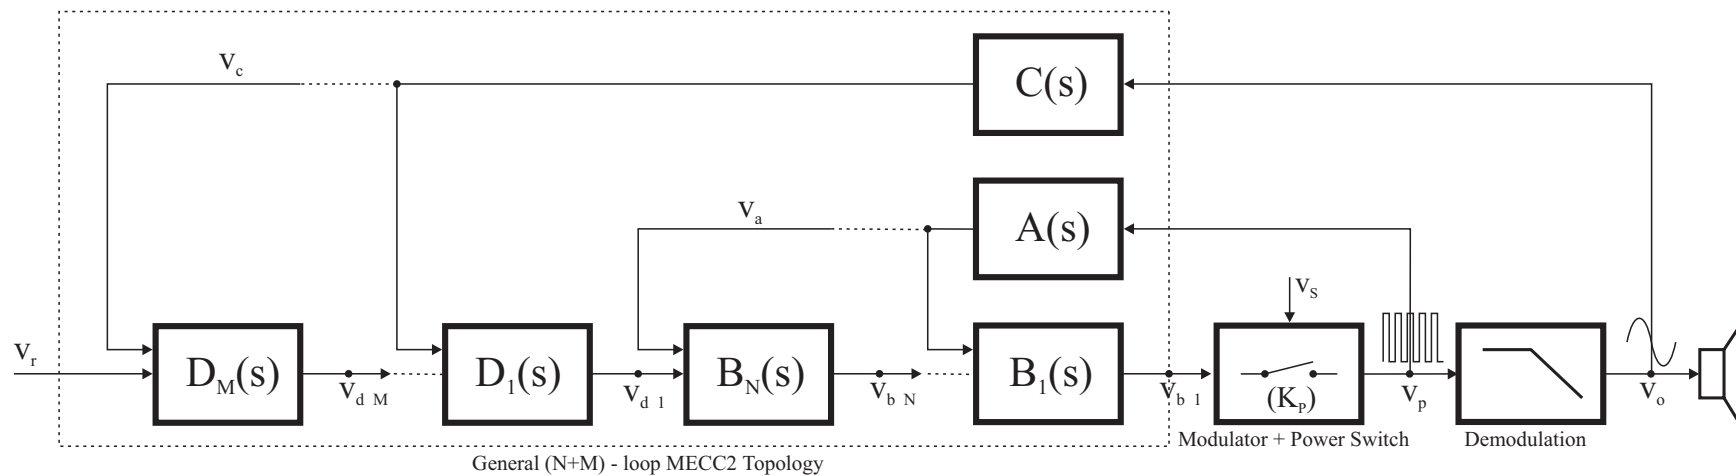 V_c
C(s)
V_a
A(s)
V_S
V_r
D_M(s)
V_d M
D_1(s)
V_d 1
B_N(s)
V_b N
B_1(s)
V_b 1
(K_P)
V_p
V_o
Modulator + Power Switch
Demodulation
General (N+M) - loop MECC2 Topology